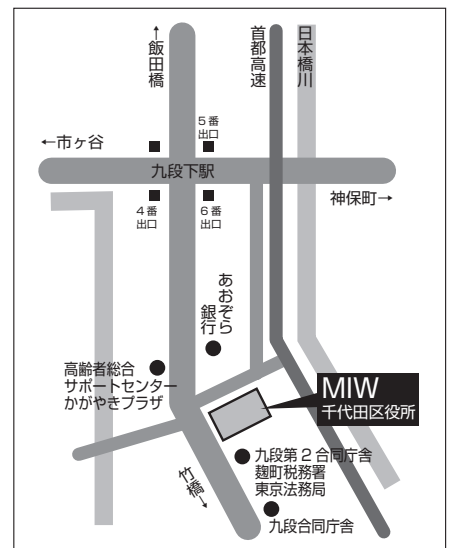 ←飯田橋
首都高速
日本橋川
5番
出口
←市ヶ谷
九段下駅
神保町→
4番
出口
6番
出口
あおぞら
銀行
高齢者総合
サポートセンター
かがやきプラザ
MIW
千代田区役所
九段第2合同庁舎
麹町税務署
東京法務局
竹橋→
九段合同庁舎